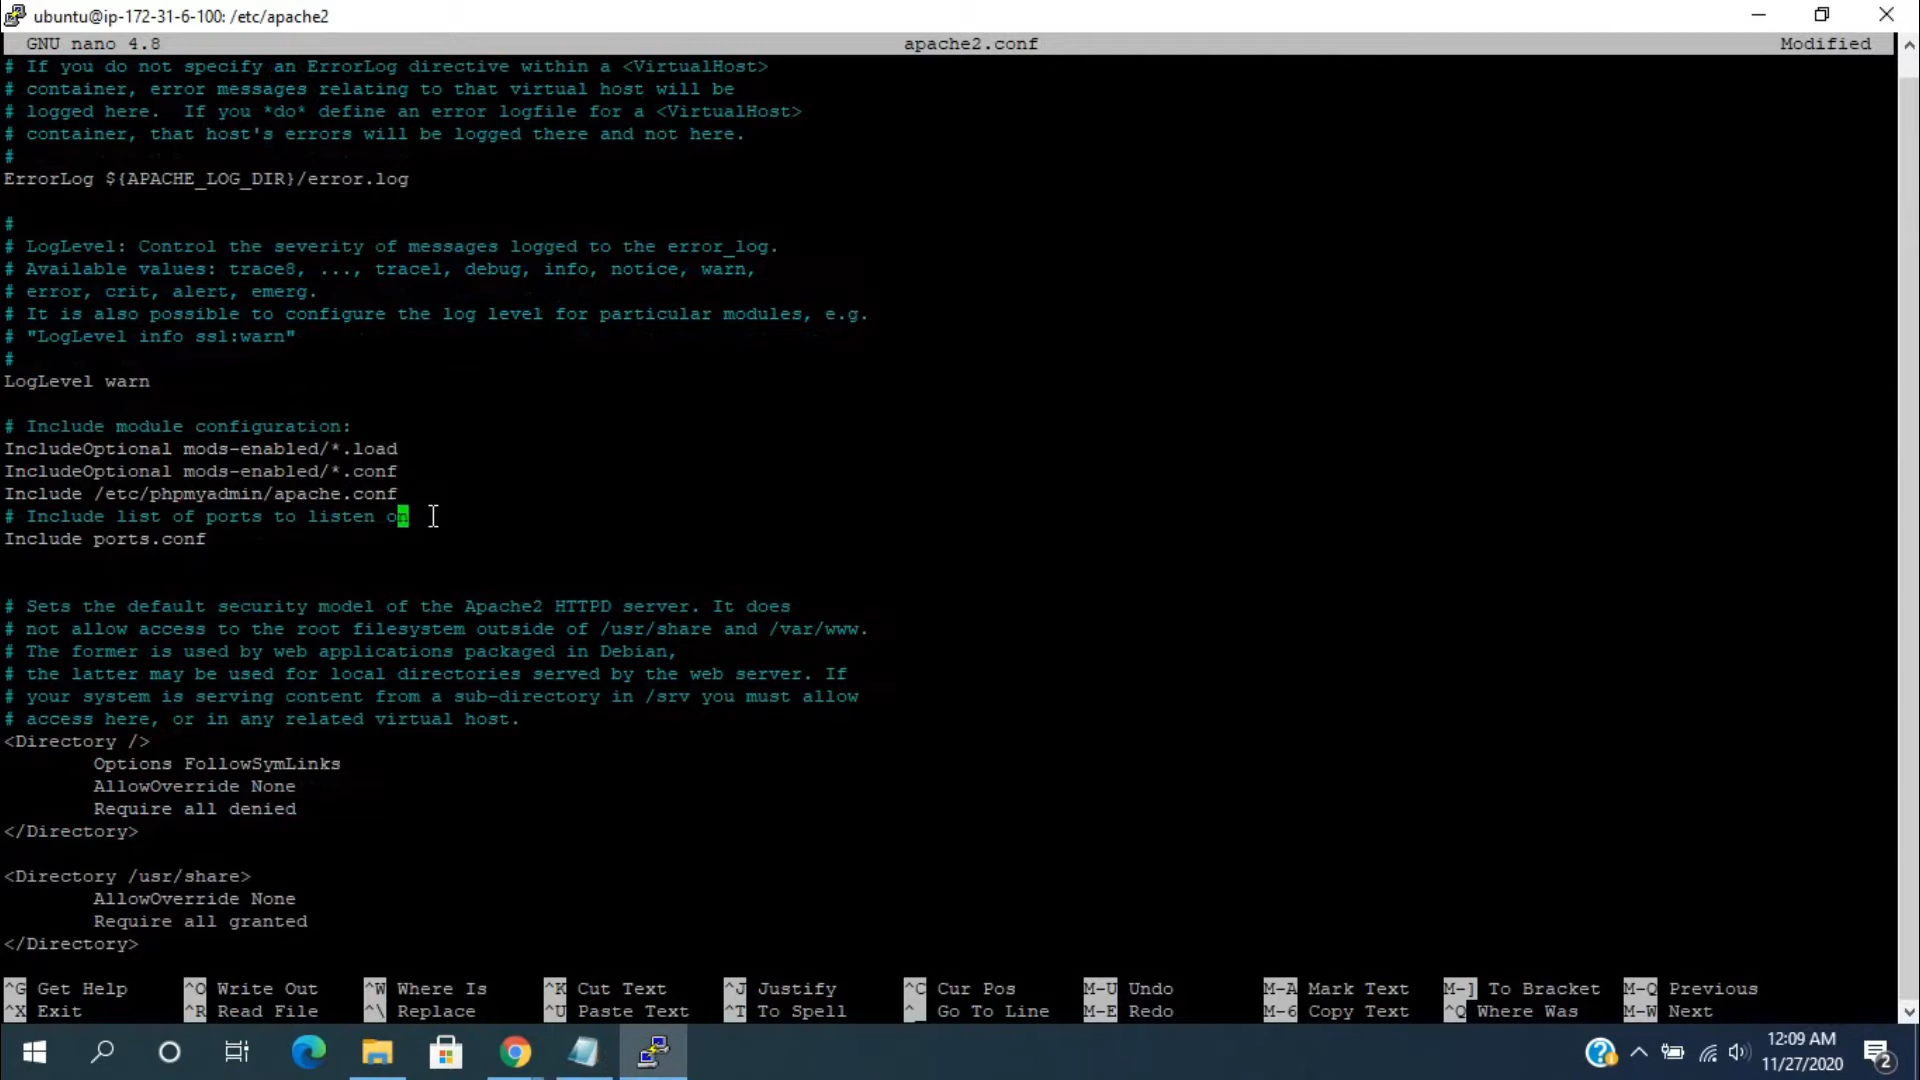 ubuntu@ip-172-31-6-100: /etc/apache2
GNU nano 4.8 apache2.conf Modified
# If you do not specify an ErrorLog directive within a <VirtualHost>
# container, error messages relating to that virtual host will be
# logged here.  If you *do* define an error logfile for a <VirtualHost>
# container, that host's errors will be logged there and not here.
#
ErrorLog ${APACHE_LOG_DIR}/error.log
#
# LogLevel: Control the severity of messages logged to the error_log.
# Available values: trace8, ..., trace1, debug, info, notice, warn,
# error, crit, alert, emerg.
# It is also possible to configure the log level for particular modules, e.g.
# "LogLevel info ssl:warn"
#
LogLevel warn
# Include module configuration:
IncludeOptional mods-enabled/*.load
IncludeOptional mods-enabled/*.conf
Include /etc/phpmyadmin/apache.conf
# Include list of ports to listen on
Include ports.conf
# Sets the default security model of the Apache2 HTTPD server. It does
# not allow access to the root filesystem outside of /usr/share and /var/www.
# The former is used by web applications packaged in Debian,
# the latter may be used for local directories served by the web server. If
# your system is serving content from a sub-directory in /srv you must allow
# access here, or in any related virtual host.
<Directory />
Options FollowSymLinks
AllowOverride None
Require all denied
</Directory>
<Directory /usr/share>
AllowOverride None
Require all granted
</Directory>
^G Get Help ^O Write Out ^W Where Is ^K Cut Text ^J Justify ^C Cur Pos M-U Undo M-A Mark Text M-] To Bracket M-Q Previous
^X Exit ^R Read File ^\ Replace ^U Paste Text ^T To Spell ^_ Go To Line M-E Redo M-6 Copy Text ^Q Where Was M-W Next
12:09 AM
11/27/2020
2